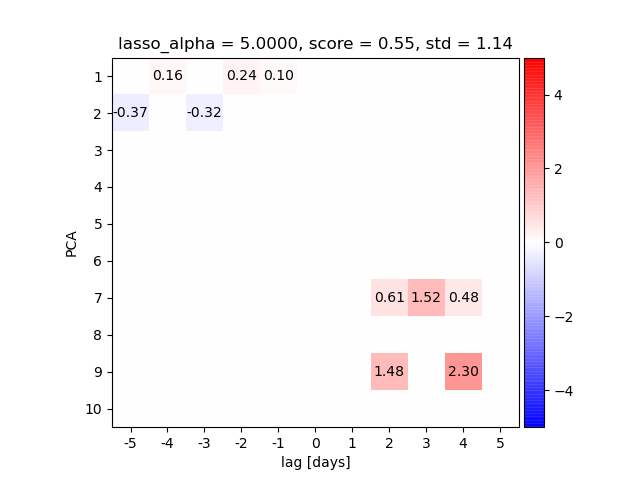 lasso_alpha = 5.0000, score = 0.55, std = 1.14
1 0.16 0.24 0.10
2 -0.37 -0.32
3
4
5
6
7 0.61 1.52 0.48
8
9 1.48 2.30
10
PCA
-5 -4 -3 -2 -1 0 1 2 3 4 5
lag [days]
4
2
0
−2
−4